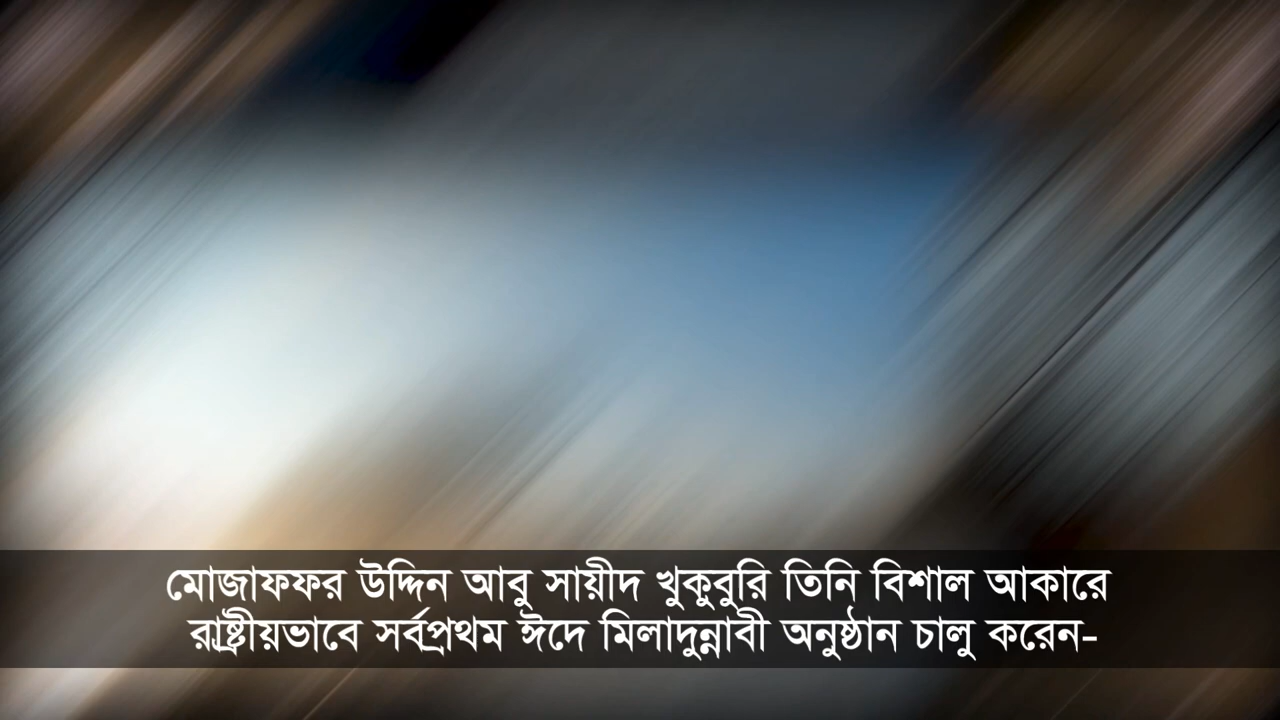 মোজাফফর উদ্দিন আবু সায়ীদ খুকুবুরি তিনি বিশাল আকারে
রাষ্ট্রীয়ভাবে সর্বপ্রথম ঈদে মিলাদুন্নাবী অনুষ্ঠান চালু করেন-